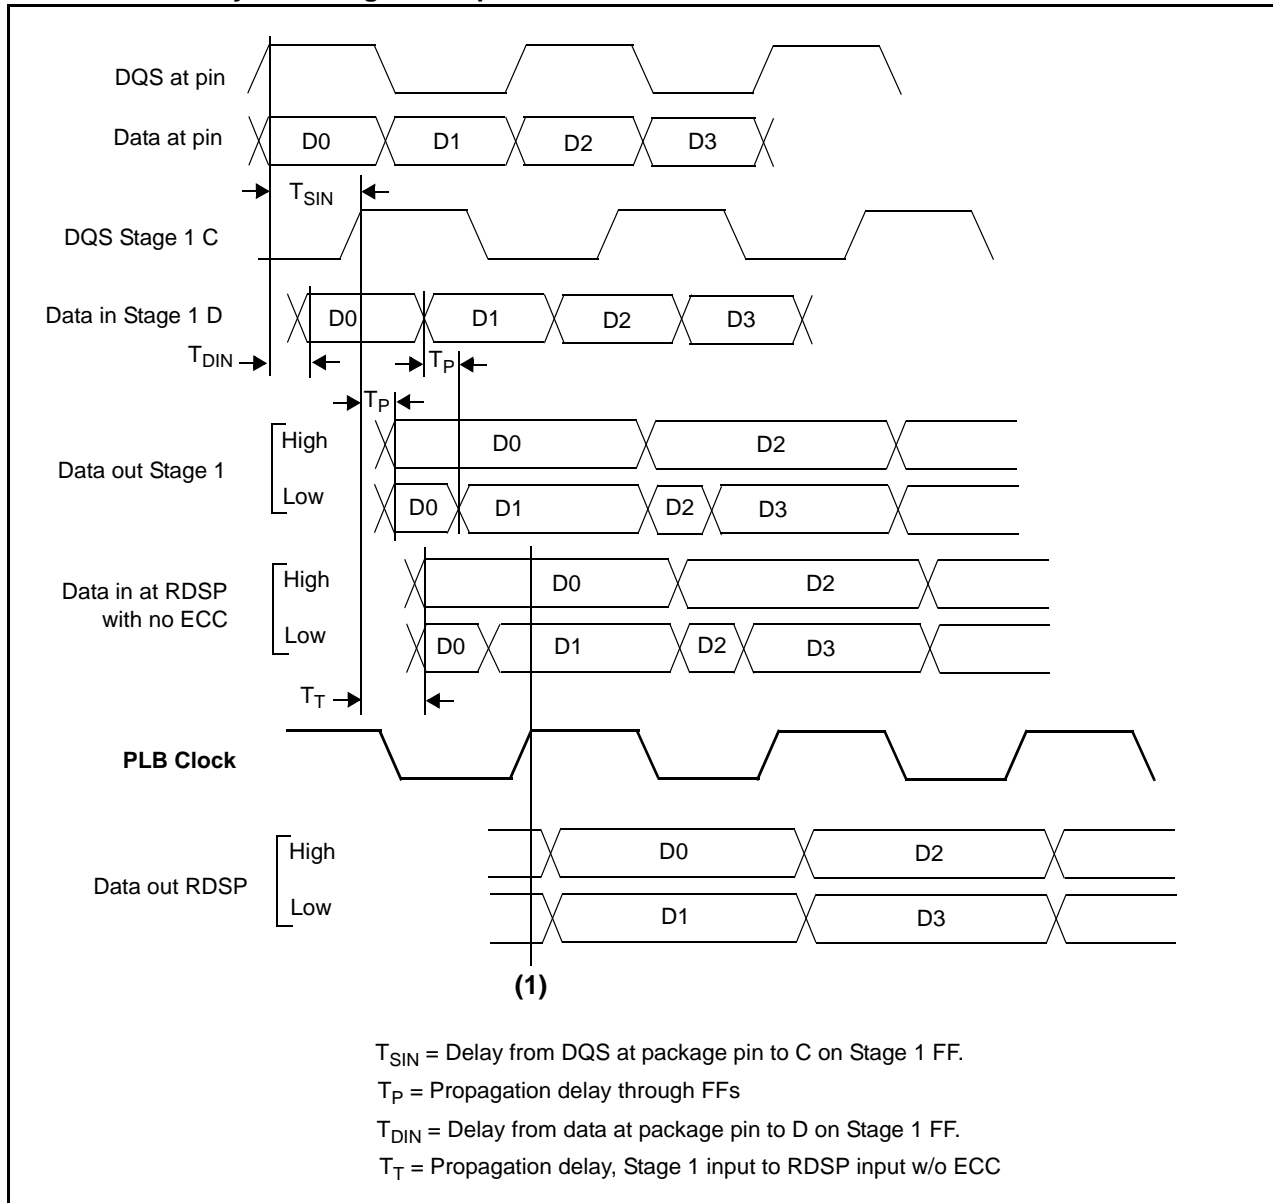 DQS at pin
Data at pin
D0 D1 D2 D3
TSIN
DQS Stage 1 C
Data in Stage 1 D
D0 D1 D2 D3
TDIN
TP
TP
Data out Stage 1
High
D0 D2
Low
D0 D1 D2 D3
Data in at RDSP
with no ECC
High
D0 D2
Low
D0 D1 D2 D3
TT
PLB Clock
Data out RDSP
High
D0 D2
Low
D1 D3
(1)
TSIN = Delay from DQS at package pin to C on Stage 1 FF.
TP = Propagation delay through FFs
TDIN = Delay from data at package pin to D on Stage 1 FF.
TT = Propagation delay, Stage 1 input to RDSP input w/o ECC